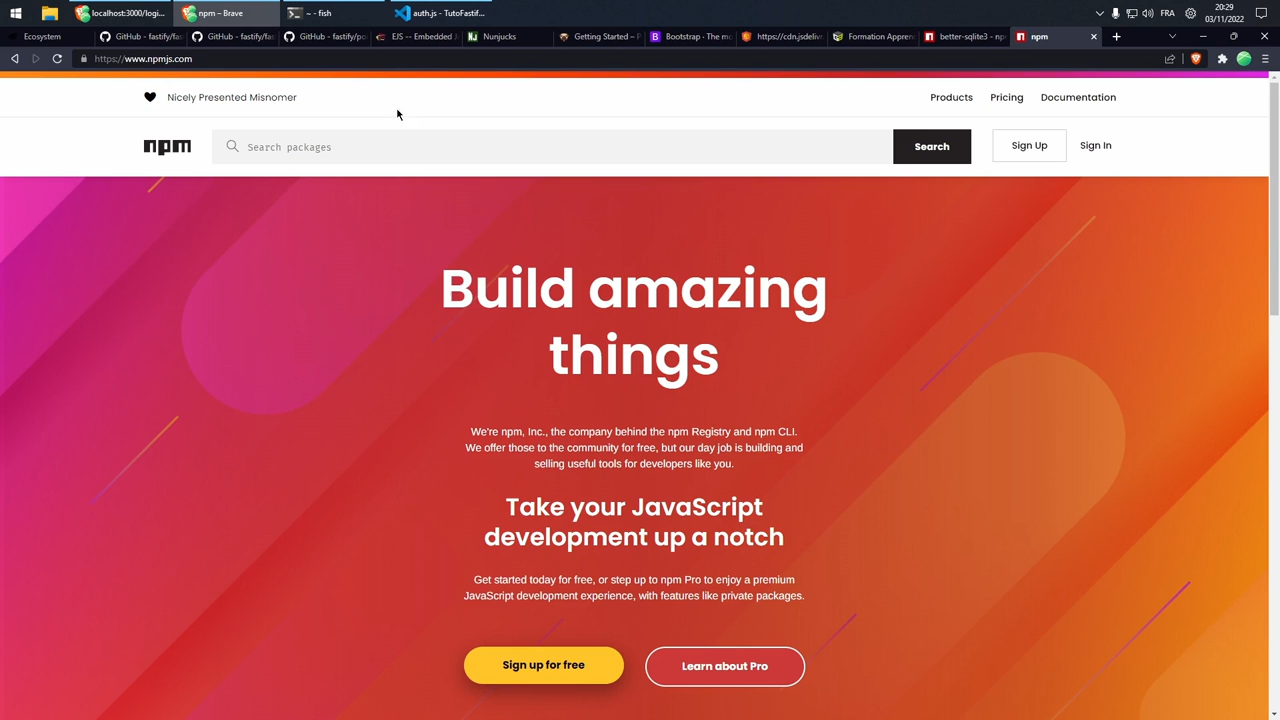 localhost:3000/logi...
npm – Brave
~ - fish
auth.js - TutoFastif...
FRA
20:29
03/11/2022
Ecosystem
GitHub - fastify/fas
GitHub - fastify/fas
GitHub - fastify/po
EJS -- Embedded J
Nunjucks
Getting Started – P
Bootstrap · The mo
https://cdn.jsdelivr
Formation Appren
better-sqlite3 - npm
npm
https://www.npmjs.com
Nicely Presented Misnomer
Products
Pricing
Documentation
npm
Search packages
Search
Sign Up
Sign In
Build amazing
things
We're npm, Inc., the company behind the npm Registry and npm CLI.
We offer those to the community for free, but our day job is building and
selling useful tools for developers like you.
Take your JavaScript
development up a notch
Get started today for free, or step up to npm Pro to enjoy a premium
JavaScript development experience, with features like private packages.
Sign up for free
Learn about Pro